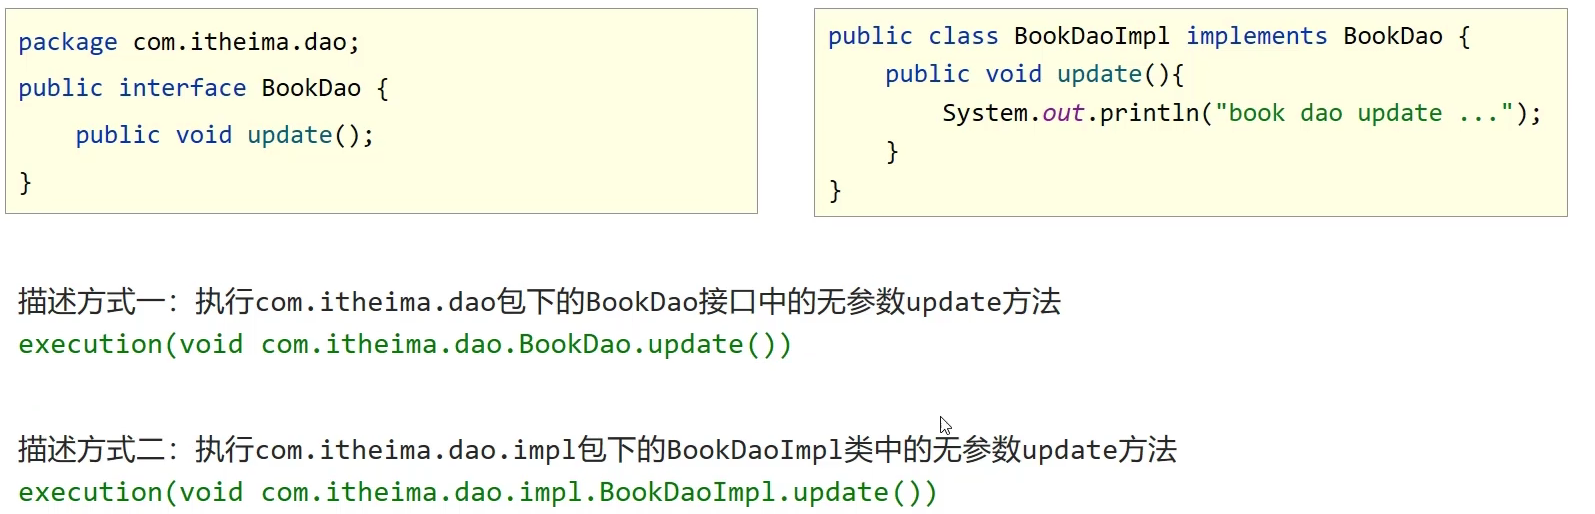 package com.itheima.dao;
public interface BookDao {
    public void update();
}
public class BookDaoImpl implements BookDao {
    public void update(){
        System.out.println("book dao update ...");
    }
}
描述方式一：执行com.itheima.dao包下的BookDao接口中的无参数update方法
execution(void com.itheima.dao.BookDao.update())
描述方式二：执行com.itheima.dao.impl包下的BookDaoImpl类中的无参数update方法
execution(void com.itheima.dao.impl.BookDaoImpl.update())